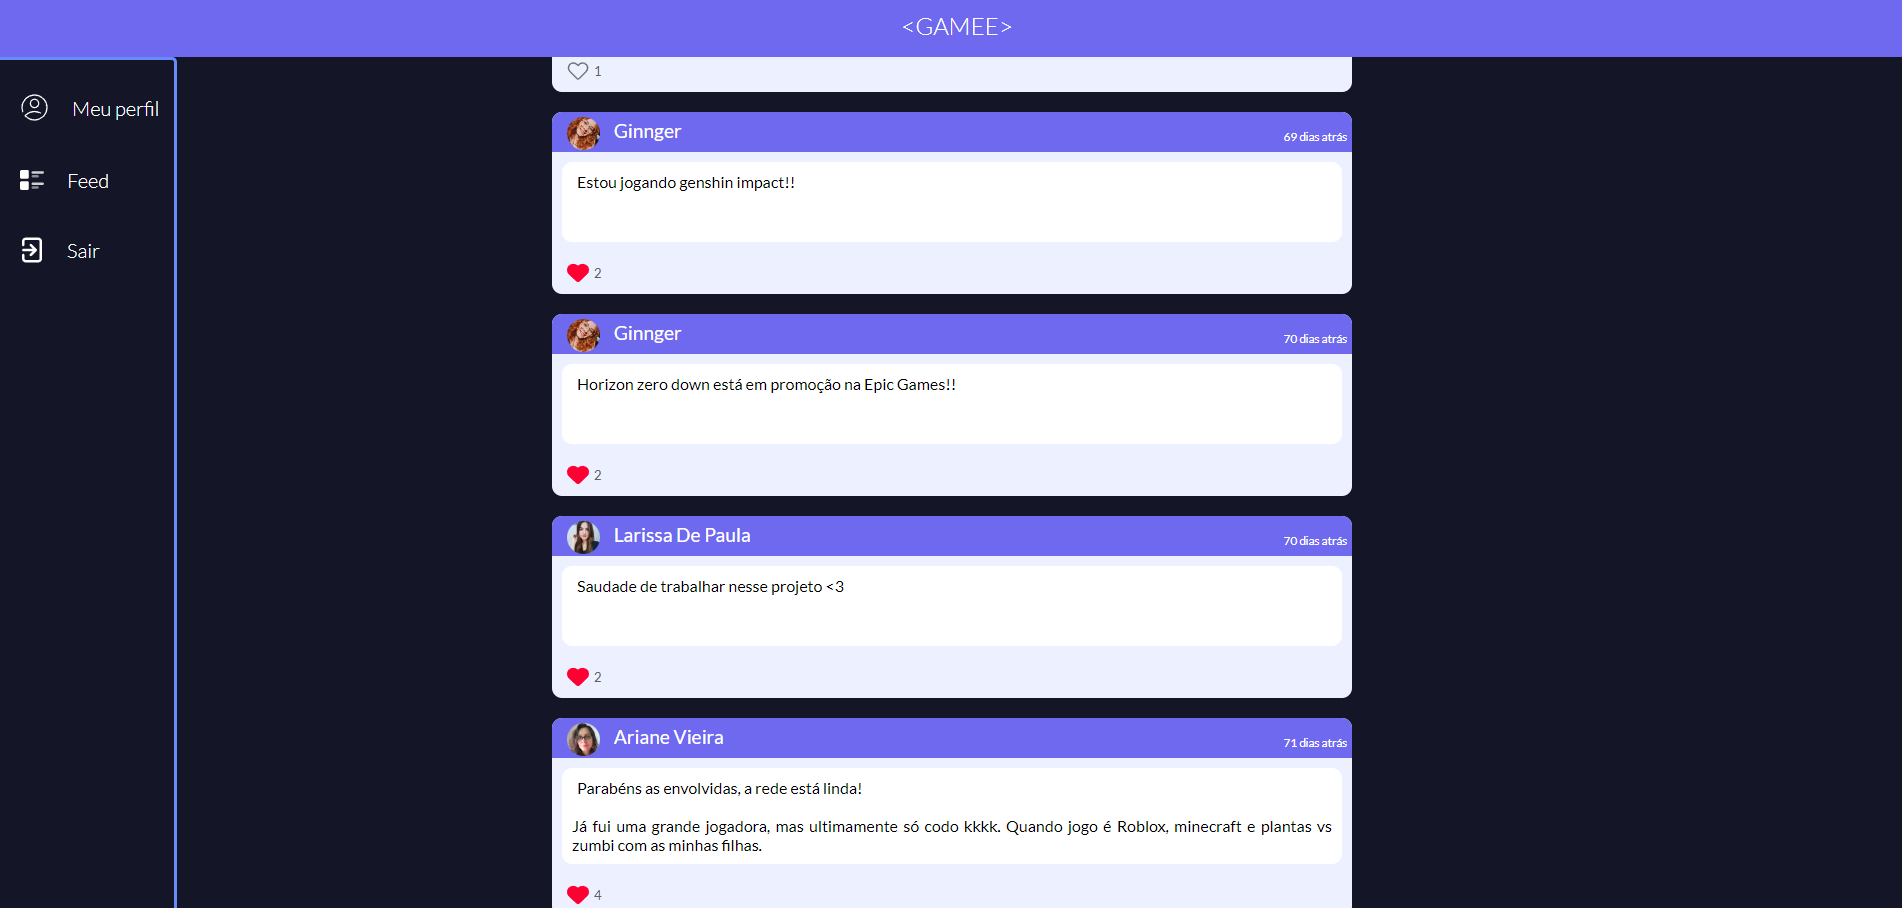 <GAMEE>
Meu perfil
Feed
Sair
1
Ginnger
69 dias atrás
Estou jogando genshin impact!!
2
Ginnger
70 dias atrás
Horizon zero down está em promoção na Epic Games!!
2
Larissa De Paula
70 dias atrás
Saudade de trabalhar nesse projeto <3
2
Ariane Vieira
71 dias atrás
Parabéns as envolvidas, a rede está linda!
Já fui uma grande jogadora, mas ultimamente só codo kkkk. Quando jogo é Roblox, minecraft e plantas vs
zumbi com as minhas filhas.
4